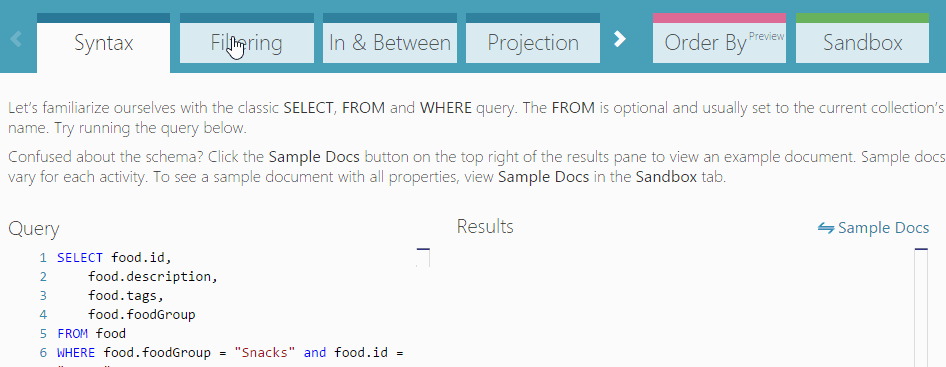 Syntax
Filtering
In & Between
Projection
Order By Preview
Sandbox
Let's familiarize ourselves with the classic SELECT, FROM and WHERE query. The FROM is optional and usually set to the current collection's
name. Try running the query below.
Confused about the schema? Click the Sample Docs button on the top right of the results pane to view an example document. Sample docs
vary for each activity. To see a sample document with all properties, view Sample Docs in the Sandbox tab.
Query
Results
Sample Docs
1 SELECT food.id,
2 food.description,
3 food.tags,
4 food.foodGroup
5 FROM food
6 WHERE food.foodGroup = "Snacks" and food.id =